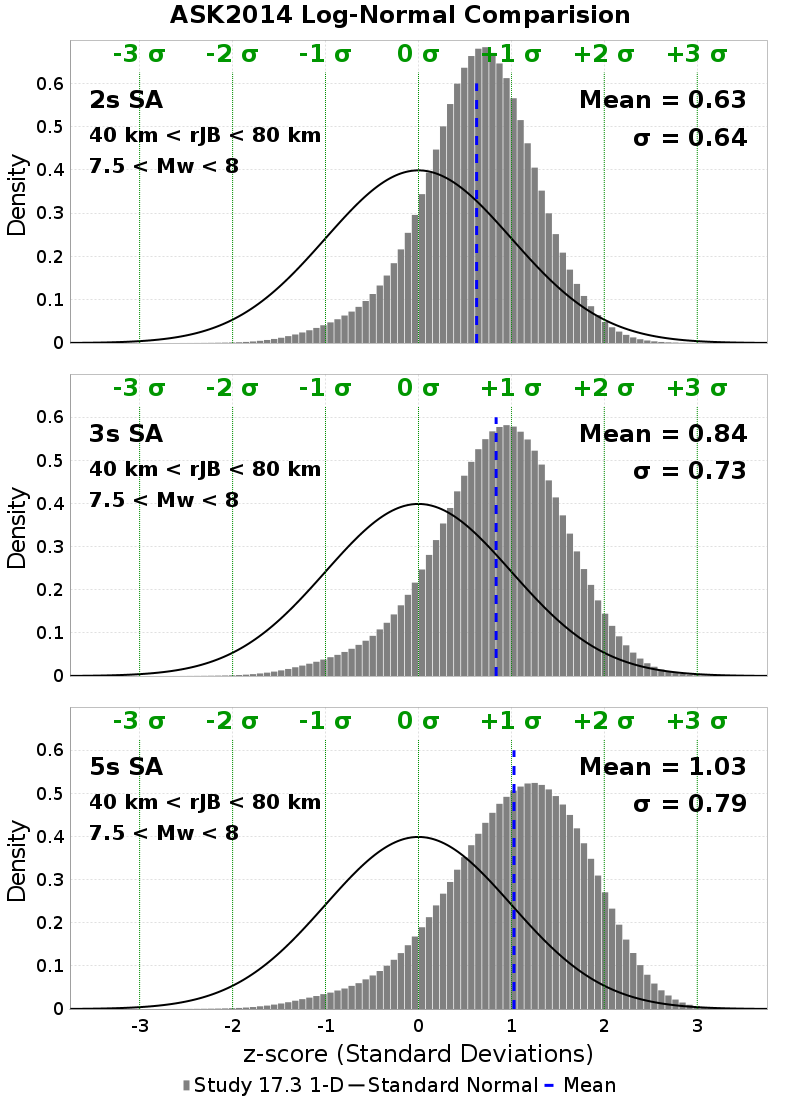 ASK2014 Log-Normal Comparision
-3 σ -2 σ -1 σ 0 σ +1 σ +2 σ +3 σ
2s SA Mean = 0.63
40 km < rJB < 80 km σ = 0.64
7.5 < Mw < 8
Density
0.6
0.5
0.4
0.3
0.2
0.1
0
-3 σ -2 σ -1 σ 0 σ +1 σ +2 σ +3 σ
3s SA Mean = 0.84
40 km < rJB < 80 km σ = 0.73
7.5 < Mw < 8
Density
0.6
0.5
0.4
0.3
0.2
0.1
0
-3 σ -2 σ -1 σ 0 σ +1 σ +2 σ +3 σ
5s SA Mean = 1.03
40 km < rJB < 80 km σ = 0.79
7.5 < Mw < 8
Density
0.6
0.5
0.4
0.3
0.2
0.1
0
-3 -2 -1 0 1 2 3
z-score (Standard Deviations)
Study 17.3 1-D Standard Normal Mean